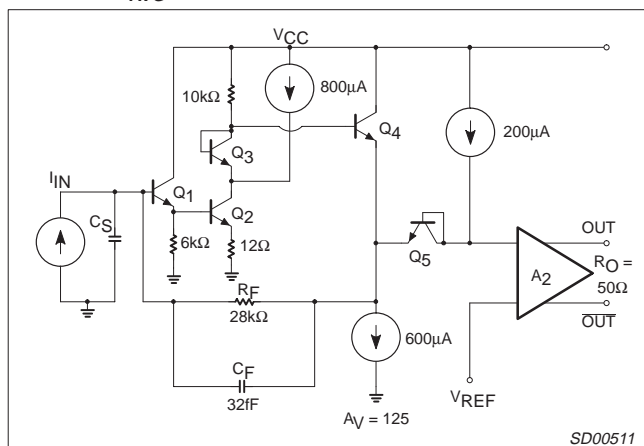 VCC
10kΩ
800μA
Q4
200μA
Q3
IIN
Q1
CS
Q2
6kΩ
12Ω
Q5
OUT
A2
RO =
50Ω
OUT
RF
28kΩ
600μA
CF
32fF
VREF
AV = 125
SD00511